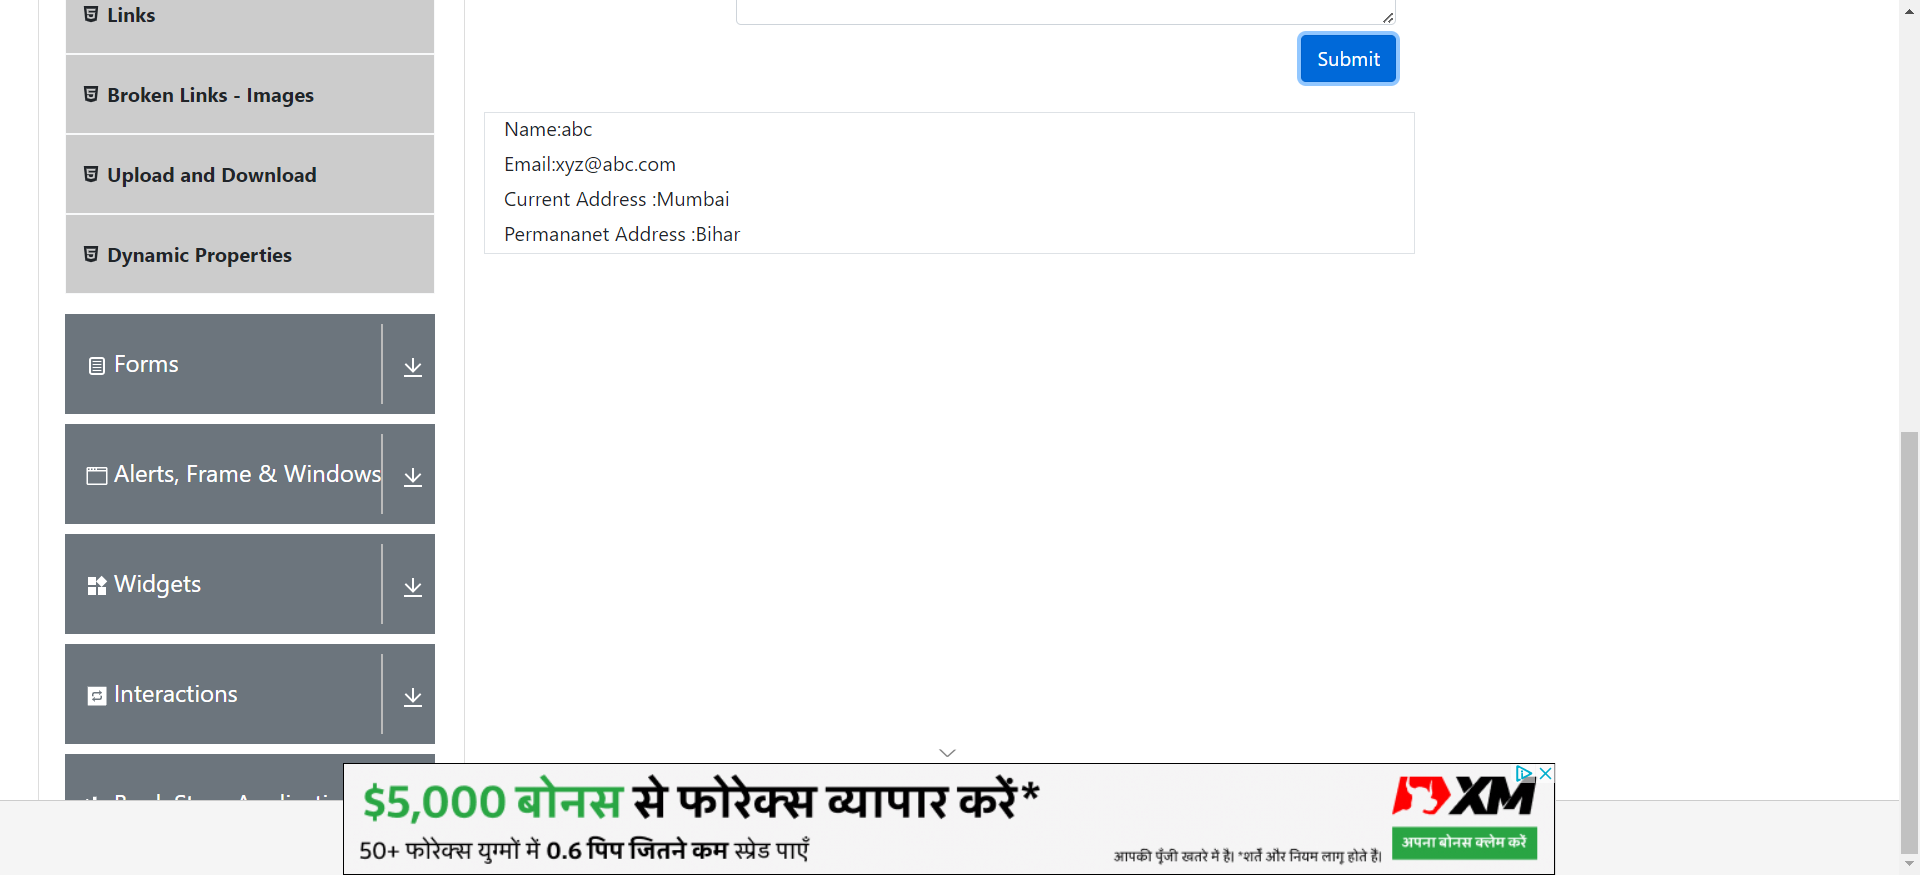 Links
Broken Links - Images
Upload and Download
Dynamic Properties
Forms
Alerts, Frame & Windows
Widgets
Interactions
Submit
Name:abc
Email:xyz@abc.com
Current Address :Mumbai
Permananet Address :Bihar
$5,000 बोनस से फोरेक्स व्यापार करें*
50+ फोरेक्स युग्मों में 0.6 पिप जितने कम स्प्रेड पाएँ
आपकी पूँजी खतरे में है। *शर्तें और नियम लागू होते हैं।
XM
अपना बोनस क्लेम करें